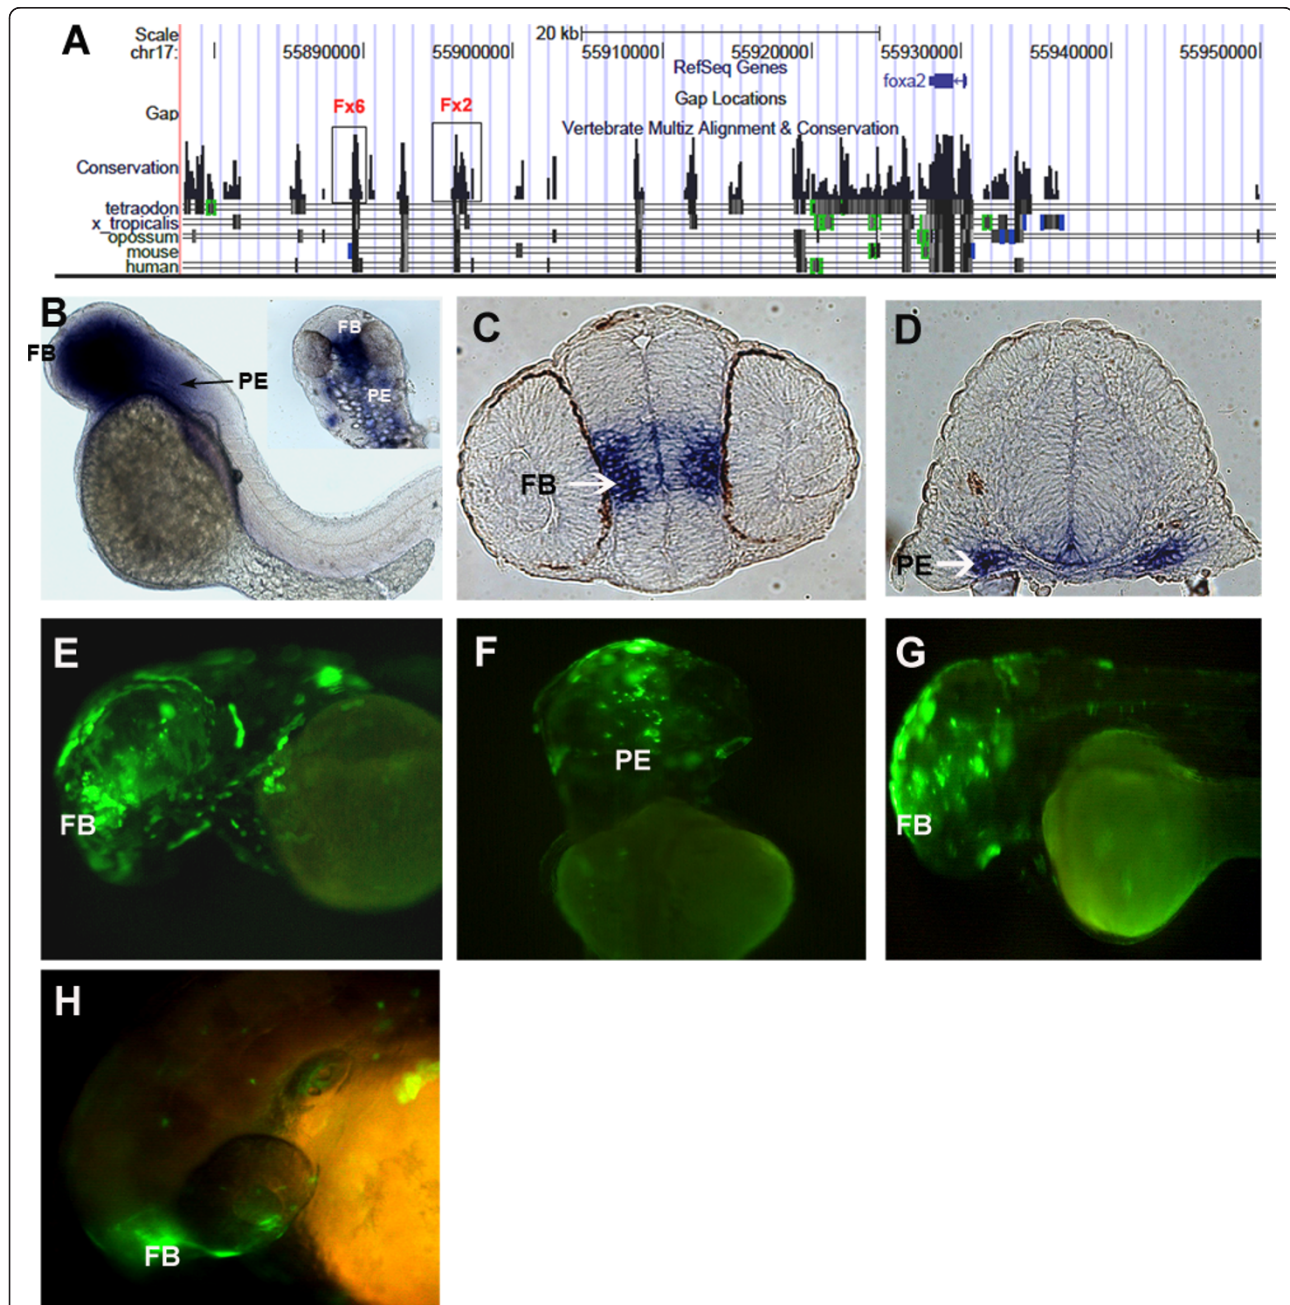 A
Scale 20 kb
chr17: 55890000 55900000 55910000 55920000 55930000 55940000 55950000
RefSeq Genes
foxa2
Gap Locations
Gap
Fx6 Fx2
Vertebrate Multiz Alignment & Conservation
Conservation
tetraodon
x_tropicalis
opossum
mouse
human
B
FB
PE
FB
PE
C
FB
D
PE
E
FB
F
PE
G
FB
H
FB